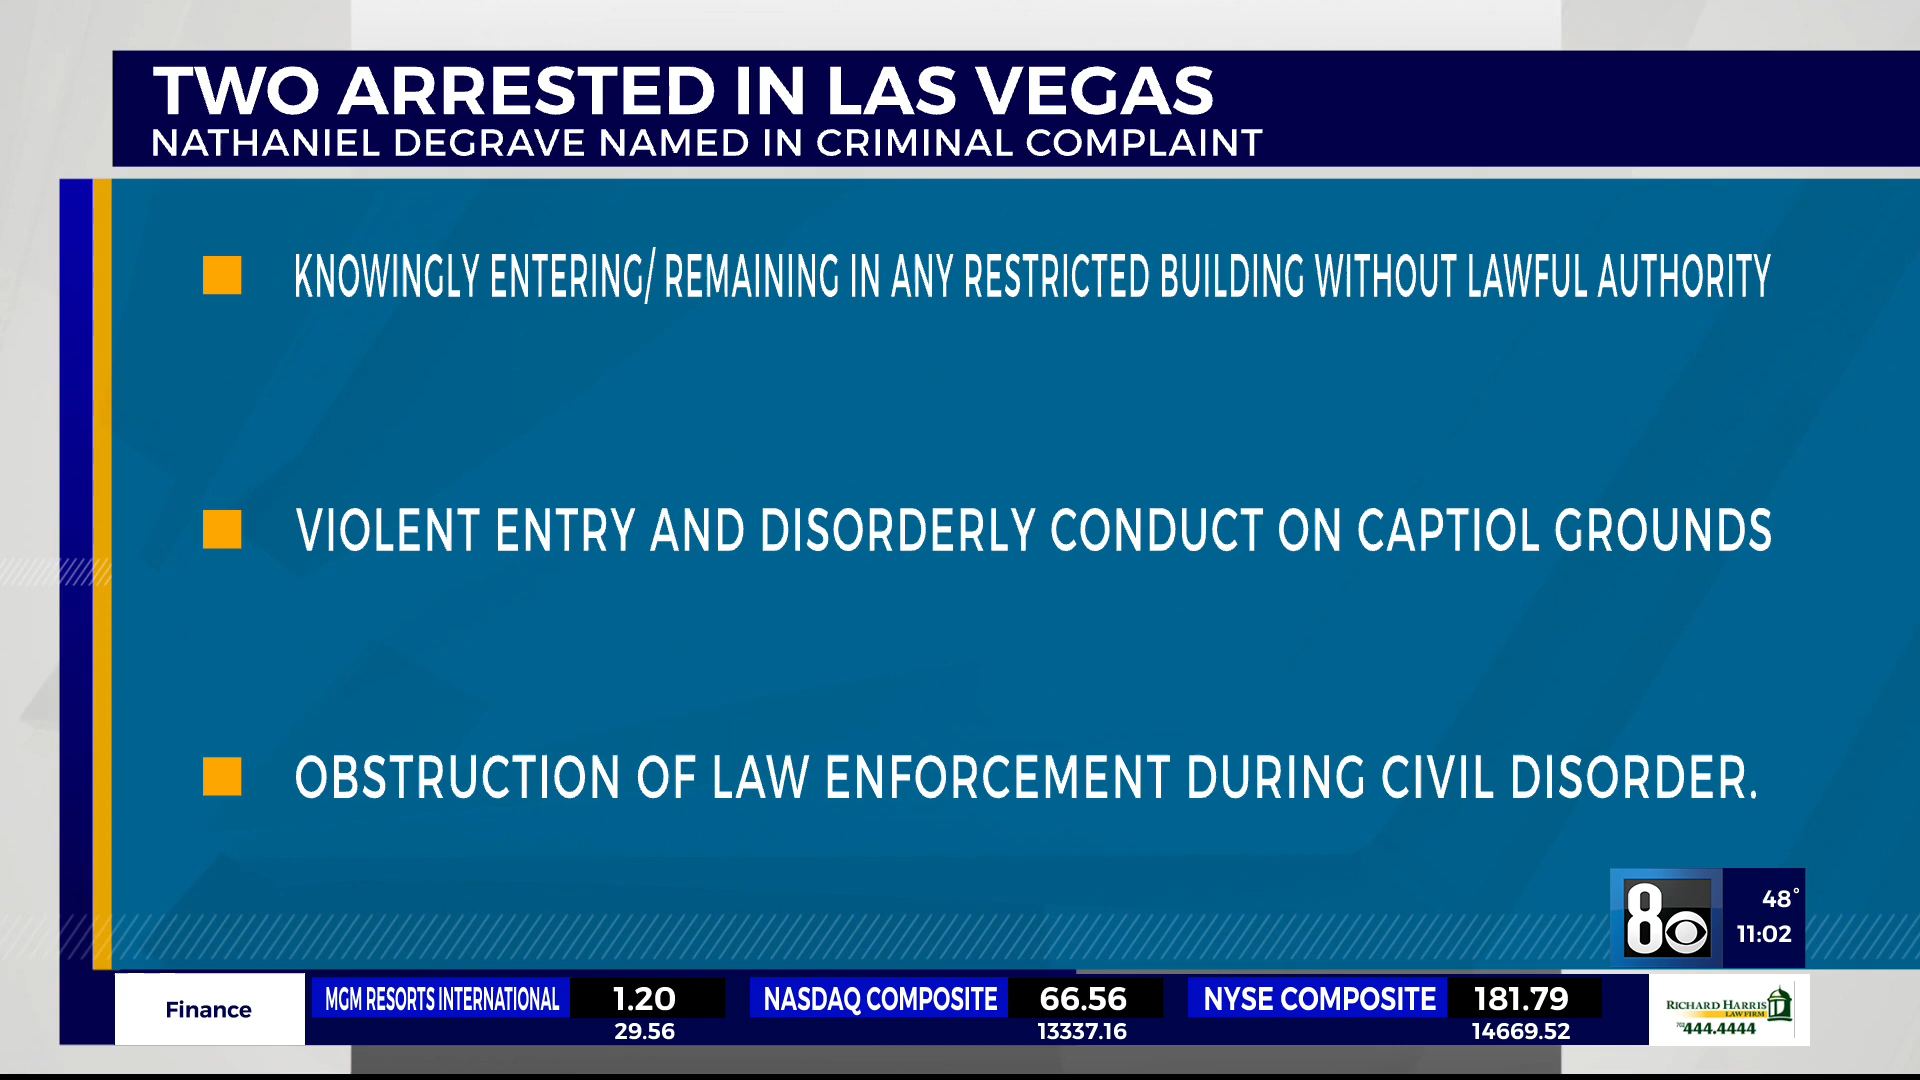 TWO ARRESTED IN LAS VEGAS
NATHANIEL DEGRAVE NAMED IN CRIMINAL COMPLAINT
KNOWINGLY ENTERING/ REMAINING IN ANY RESTRICTED BUILDING WITHOUT LAWFUL AUTHORITY
VIOLENT ENTRY AND DISORDERLY CONDUCT ON CAPTIOL GROUNDS
OBSTRUCTION OF LAW ENFORCEMENT DURING CIVIL DISORDER.
8 48°
11:02
Finance MGM RESORTS INTERNATIONAL 1.20 NASDAQ COMPOSITE 66.56 NYSE COMPOSITE 181.79
29.56 13337.16 14669.52
RICHARD HARRIS
LAW FIRM
702 444.4444